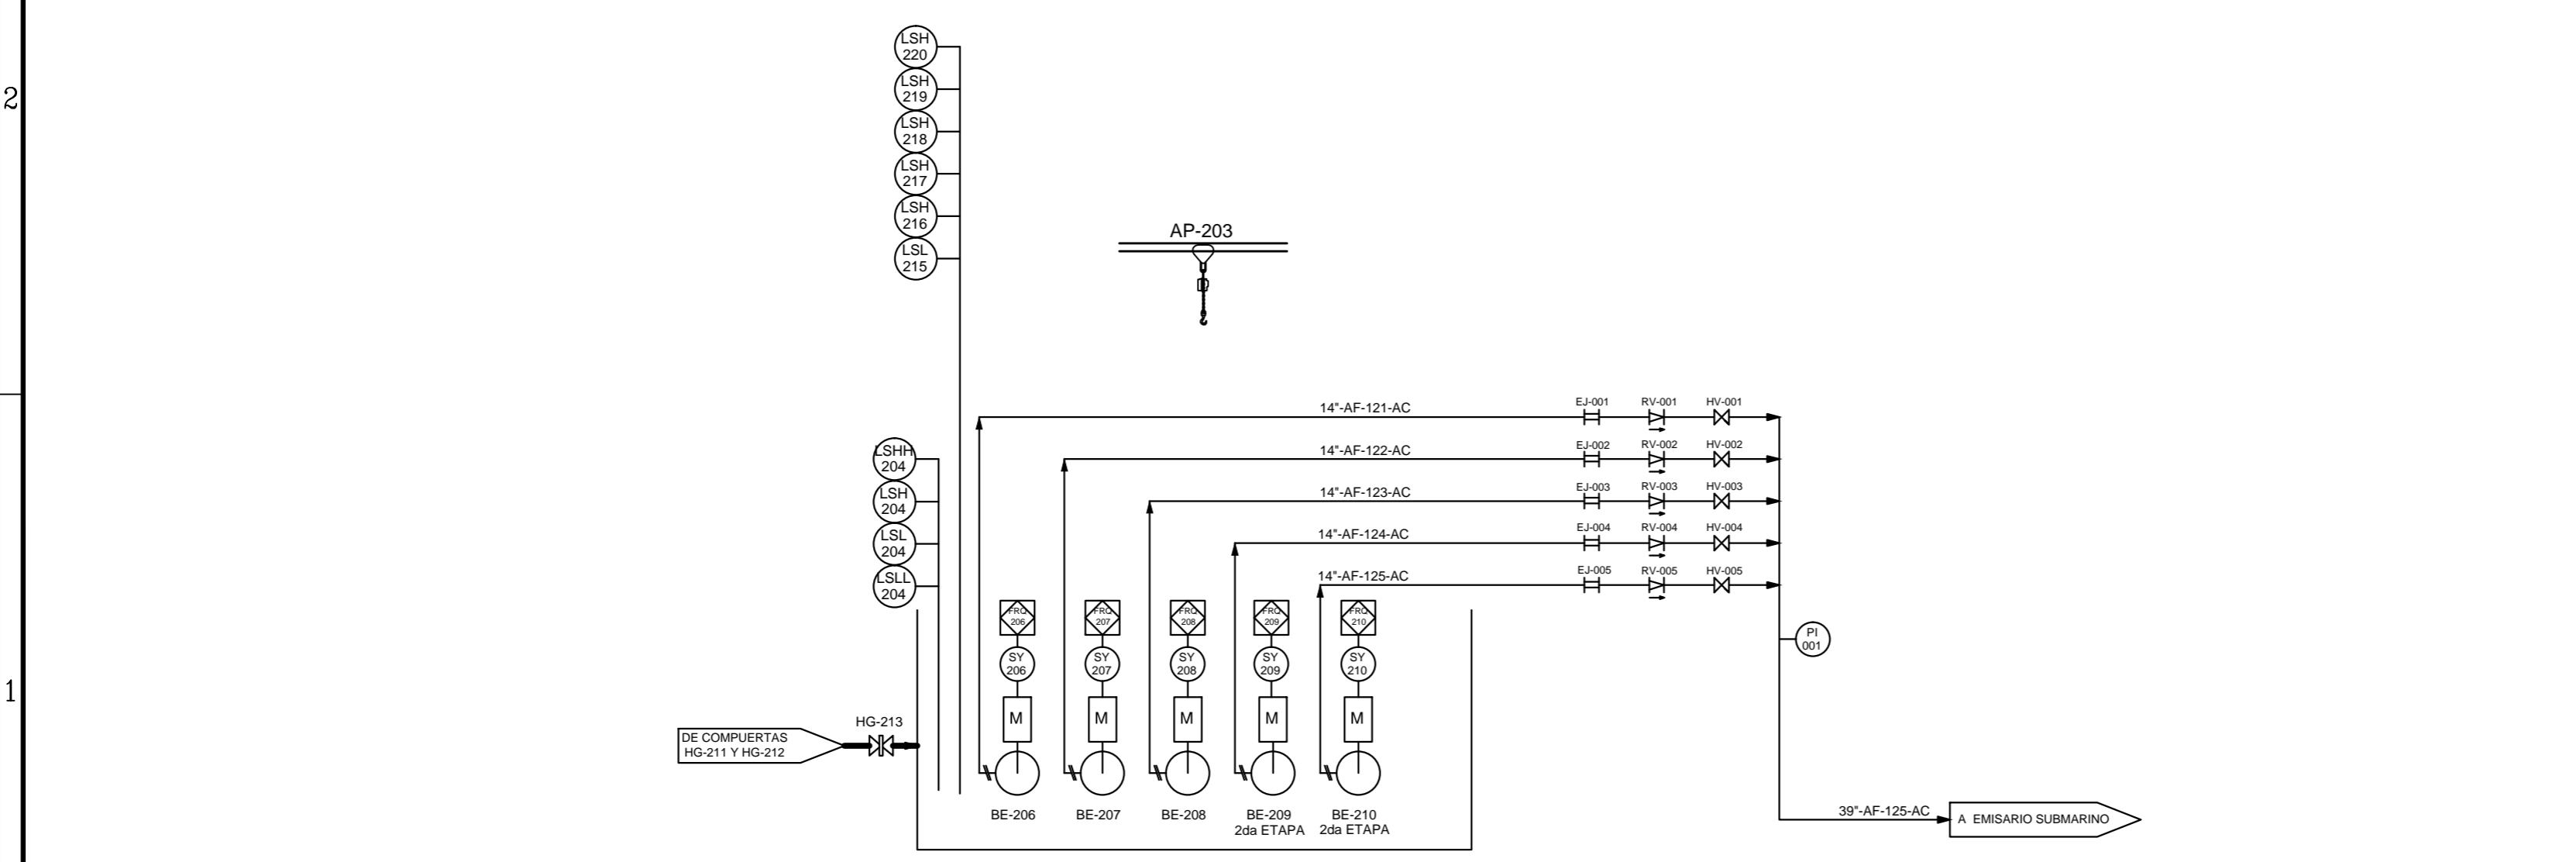 2
1
LSH
220
LSH
219
LSH
218
LSH
217
LSH
216
LSL
215
AP-203
LSHH
204
LSH
204
LSL
204
LSLL
204
14"-AF-121-AC
EJ-001
RV-001
HV-001
14"-AF-122-AC
EJ-002
RV-002
HV-002
14"-AF-123-AC
EJ-003
RV-003
HV-003
14"-AF-124-AC
EJ-004
RV-004
HV-004
14"-AF-125-AC
EJ-005
RV-005
HV-005
FRQ
206
FRQ
207
FRQ
208
FRQ
209
FRQ
210
SY
206
SY
207
SY
208
SY
209
SY
210
PI
001
M
M
M
M
M
HG-213
DE COMPUERTAS
HG-211 Y HG-212
BE-206
BE-207
BE-208
BE-209
2da ETAPA
BE-210
2da ETAPA
39"-AF-125-AC
A EMISARIO SUBMARINO